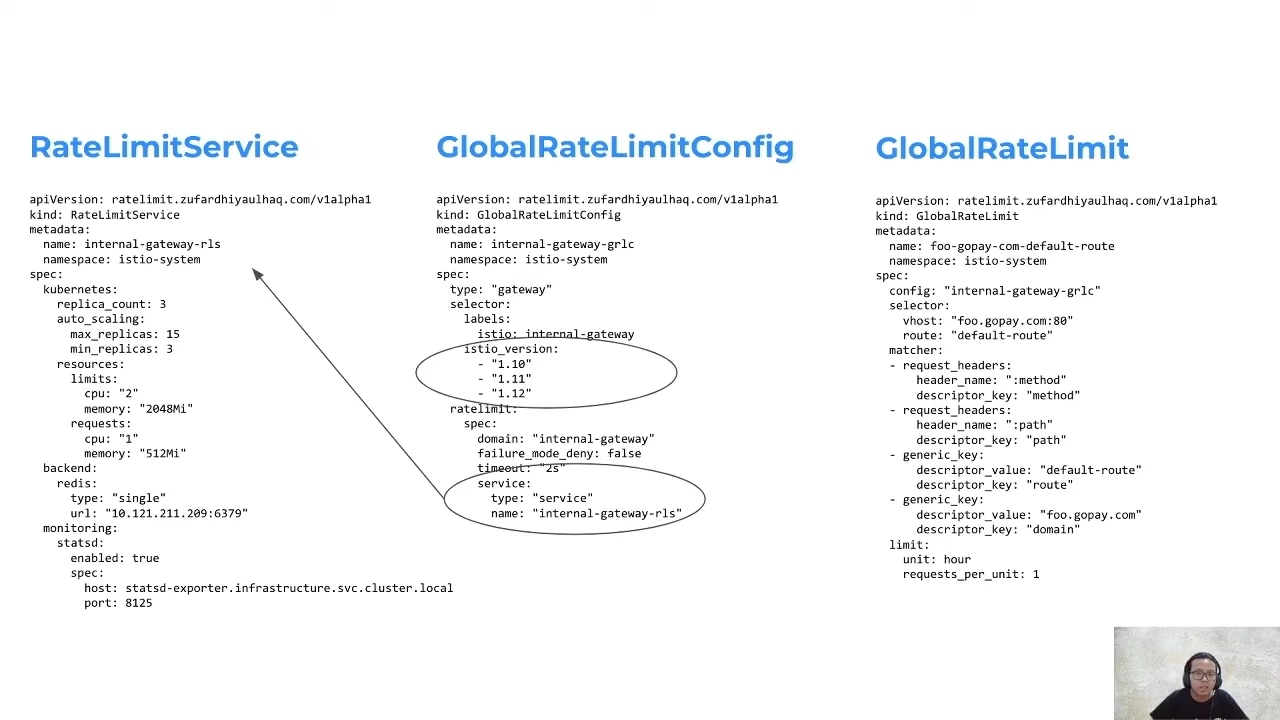 RateLimitService
apiVersion: ratelimit.zufardhiyaulhaq.com/v1alpha1
kind: RateLimitService
metadata:
  name: internal-gateway-rls
  namespace: istio-system
spec:
  kubernetes:
    replica_count: 3
    auto_scaling:
      max_replicas: 15
      min_replicas: 3
    resources:
      limits:
        cpu: "2"
        memory: "2048Mi"
      requests:
        cpu: "1"
        memory: "512Mi"
  backend:
    redis:
      type: "single"
      url: "10.121.211.209:6379"
  monitoring:
    statsd:
      enabled: true
      spec:
        host: statsd-exporter.infrastructure.svc.cluster.local
        port: 8125
GlobalRateLimitConfig
apiVersion: ratelimit.zufardhiyaulhaq.com/v1alpha1
kind: GlobalRateLimitConfig
metadata:
  name: internal-gateway-grlc
  namespace: istio-system
spec:
  type: "gateway"
  selector:
    labels:
      istio: internal-gateway
    istio_version:
      - "1.10"
      - "1.11"
      - "1.12"
  ratelimit:
    spec:
      domain: "internal-gateway"
      failure_mode_deny: false
      timeout: "2s"
      service:
        type: "service"
        name: "internal-gateway-rls"
GlobalRateLimit
apiVersion: ratelimit.zufardhiyaulhaq.com/v1alpha1
kind: GlobalRateLimit
metadata:
  name: foo-gopay-com-default-route
  namespace: istio-system
spec:
  config: "internal-gateway-grlc"
  selector:
    vhost: "foo.gopay.com:80"
    route: "default-route"
  matcher:
  - request_headers:
      header_name: ":method"
      descriptor_key: "method"
  - request_headers:
      header_name: ":path"
      descriptor_key: "path"
  - generic_key:
      descriptor_value: "default-route"
      descriptor_key: "route"
  - generic_key:
      descriptor_value: "foo.gopay.com"
      descriptor_key: "domain"
  limit:
    unit: hour
    requests_per_unit: 1